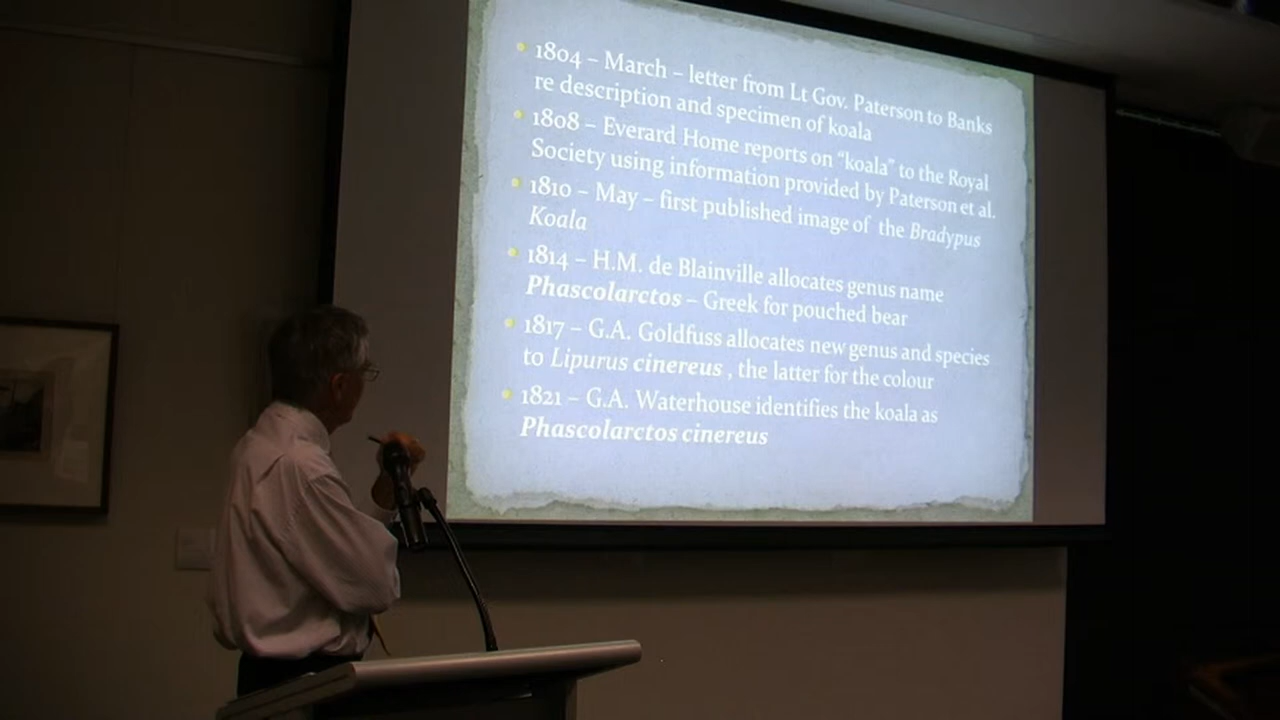 • 1804 – March – letter from Lt Gov. Paterson to Banks
re description and specimen of koala
• 1808 – Everard Home reports on “koala” to the Royal
Society using information provided by Paterson et al.
• 1810 – May – first published image of the Bradypus
Koala
• 1814 – H.M. de Blainville allocates genus name
Phascolarctos – Greek for pouched bear
• 1817 – G.A. Goldfuss allocates new genus and species
to Lipurus cinereus , the latter for the colour
• 1821 – G.A. Waterhouse identifies the koala as
Phascolarctos cinereus